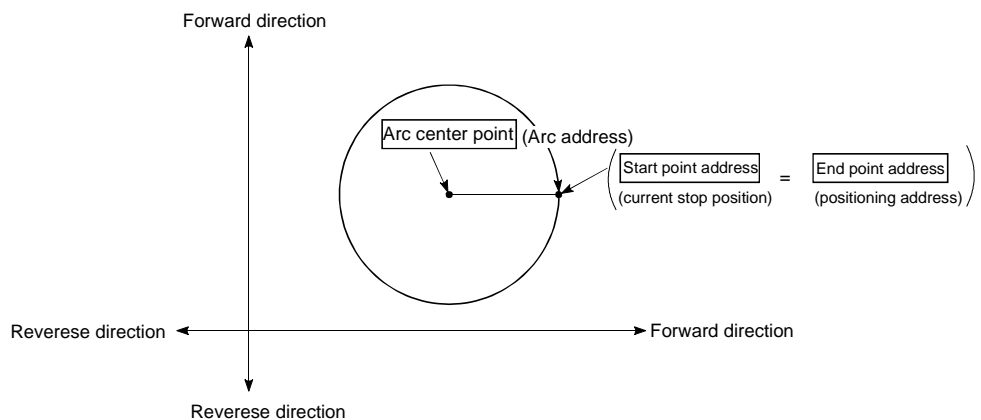 Forward direction
Arc center point (Arc address)
Start point address = End point address
(current stop position) (positioning address)
Reverese direction
Forward direction
Reverese direction